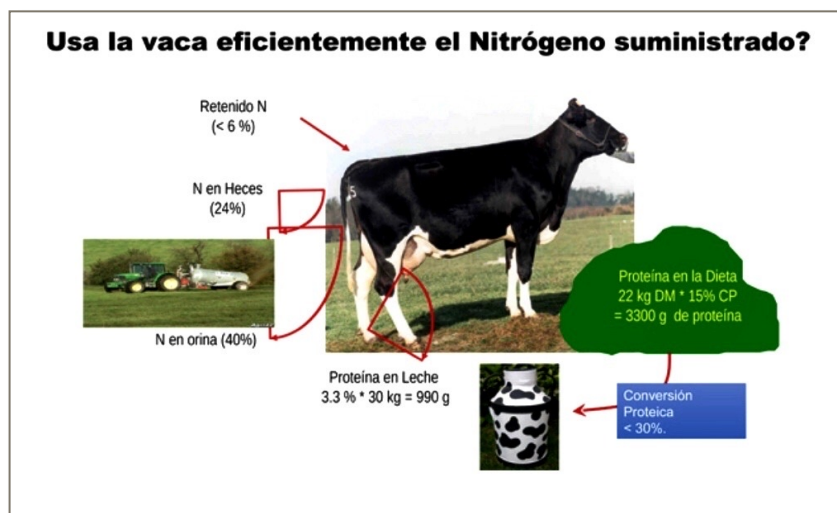 Usa la vaca eficientemente el Nitrógeno suministrado?
Retenido N
(< 6 %)
N en Heces
(24%)
N en orina (40%)
Proteína en Leche
3.3 % * 30 kg = 990 g
Proteína en la Dieta
22 kg DM * 15% CP
= 3300 g de proteína
Conversión
Proteica
< 30%.